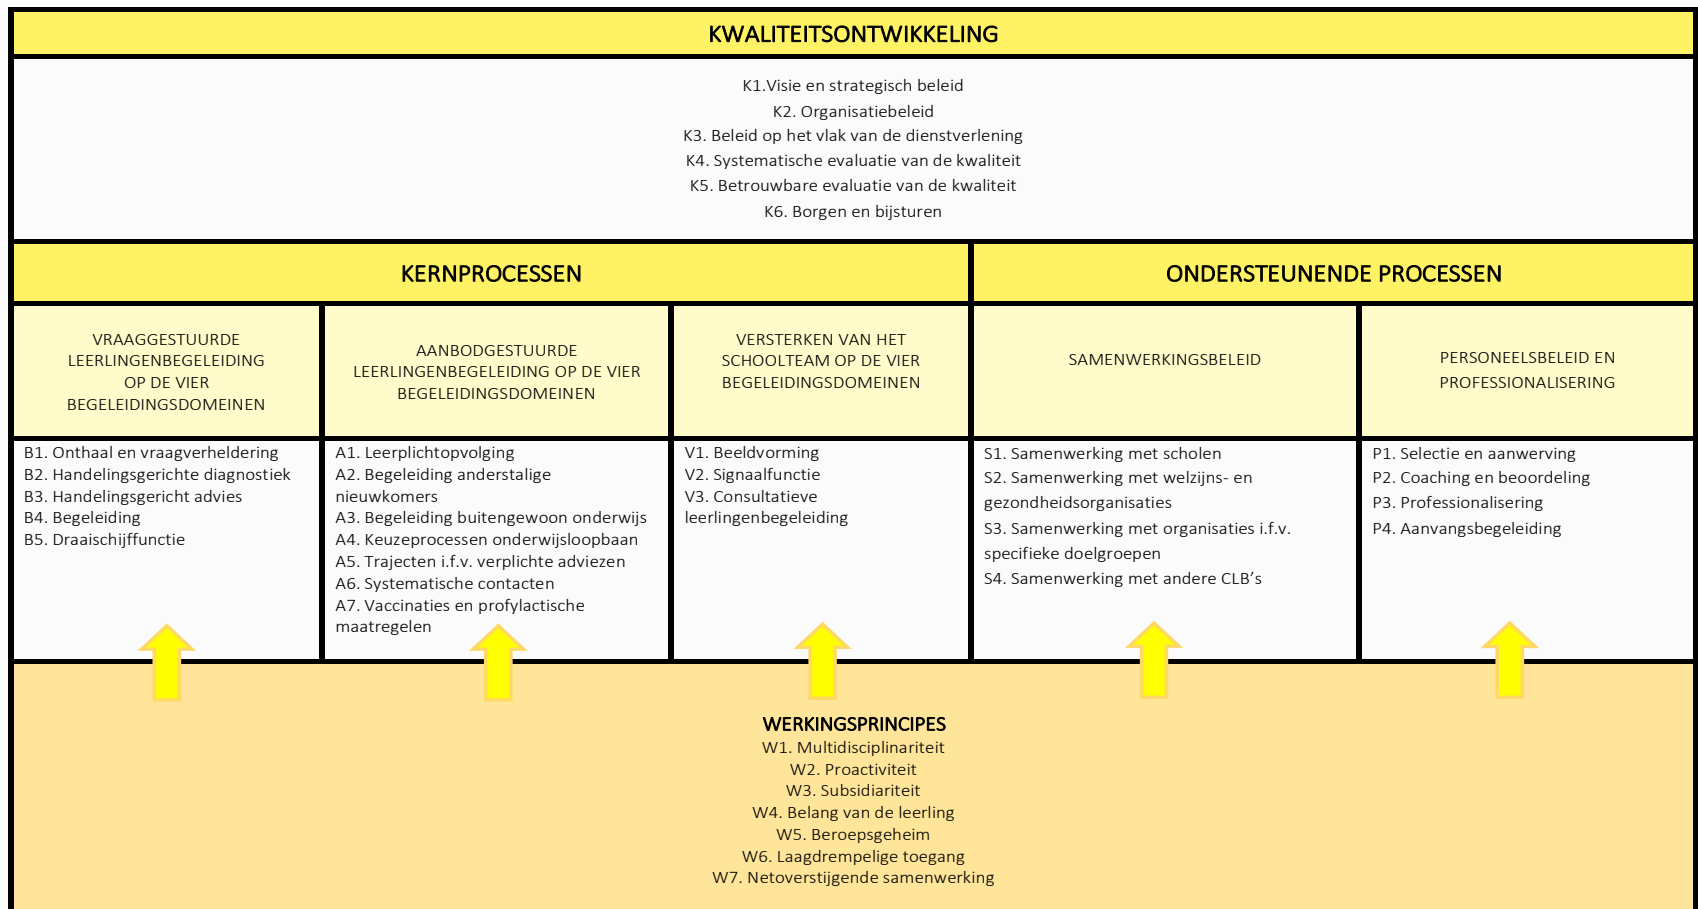 KWALITEITSONTWIKKELING
K1.Visie en strategisch beleid
K2. Organisatiebeleid
K3. Beleid op het vlak van de dienstverlening
K4. Systematische evaluatie van de kwaliteit
K5. Betrouwbare evaluatie van de kwaliteit
K6. Borgen en bijsturen
KERNPROCESSEN
ONDERSTEUNENDE PROCESSEN
VRAAGGESTUURDE
LEERLINGENBEGELEIDING
OP DE VIER
BEGELEIDINGSDOMEINEN
AANBODGESTUURDE
LEERLINGENBEGELEIDING OP DE VIER
BEGELEIDINGSDOMEINEN
VERSTERKEN VAN HET
SCHOOLTEAM OP DE VIER
BEGELEIDINGSDOMEINEN
SAMENWERKINGSBELEID
PERSONEELSBELEID EN
PROFESSIONALISERING
B1. Onthaal en vraagverheldering
B2. Handelingsgerichte diagnostiek
B3. Handelingsgericht advies
B4. Begeleiding
B5. Draaischijffunctie
A1. Leerplichtopvolging
A2. Begeleiding anderstalige
nieuwkomers
A3. Begeleiding buitengewoon onderwijs
A4. Keuzeprocessen onderwijsloopbaan
A5. Trajecten i.f.v. verplichte adviezen
A6. Systematische contacten
A7. Vaccinaties en profylactische
maatregelen
V1. Beeldvorming
V2. Signaalfunctie
V3. Consultatieve
leerlingenbegeleiding
S1. Samenwerking met scholen
S2. Samenwerking met welzijns- en
gezondheidsorganisaties
S3. Samenwerking met organisaties i.f.v.
specifieke doelgroepen
S4. Samenwerking met andere CLB’s
P1. Selectie en aanwerving
P2. Coaching en beoordeling
P3. Professionalisering
P4. Aanvangsbegeleiding
WERKINGSPRINCIPES
W1. Multidisciplinariteit
W2. Proactiviteit
W3. Subsidiariteit
W4. Belang van de leerling
W5. Beroepsgeheim
W6. Laagdrempelige toegang
W7. Netoverstijgende samenwerking